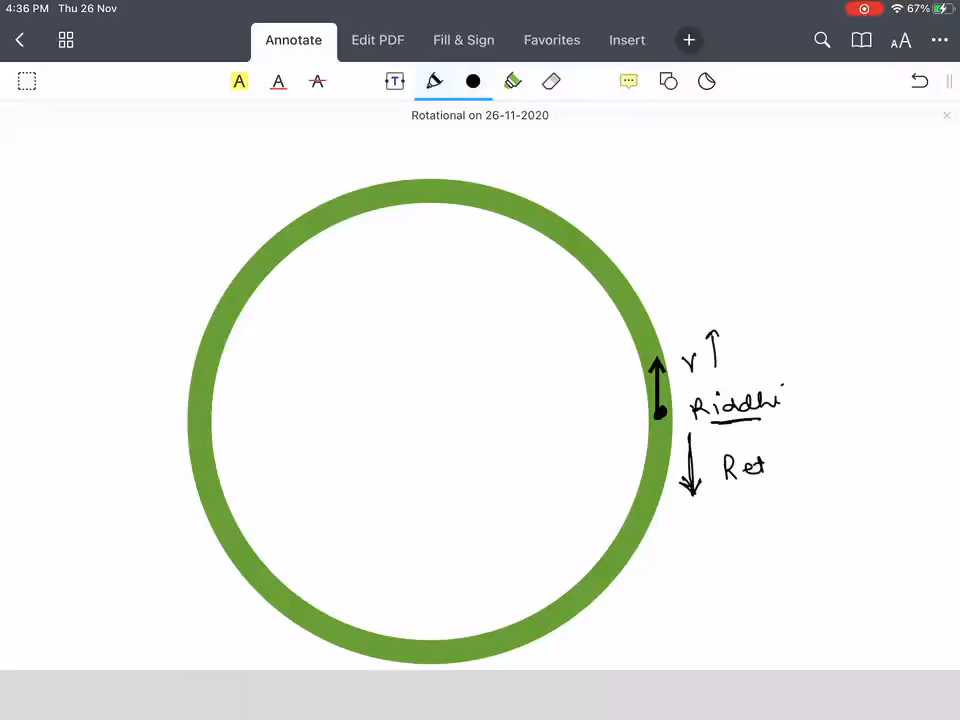 4:36 PM Thu 26 Nov
67%
Annotate Edit PDF Fill & Sign Favorites Insert
Rotational on 26-11-2020
v ↑
Riddhi
Ret